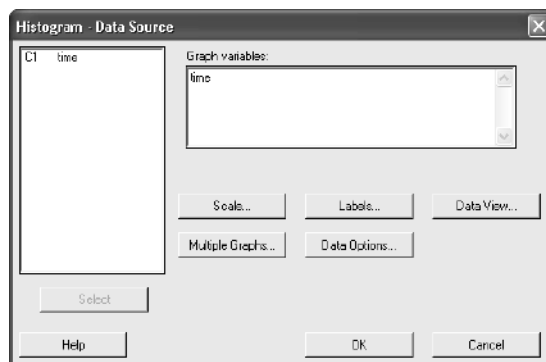 Histogram - Data Source
C1 time
Graph variables:
time
Scale...
Labels...
Data View...
Multiple Graphs...
Data Options...
Select
Help
OK
Cancel